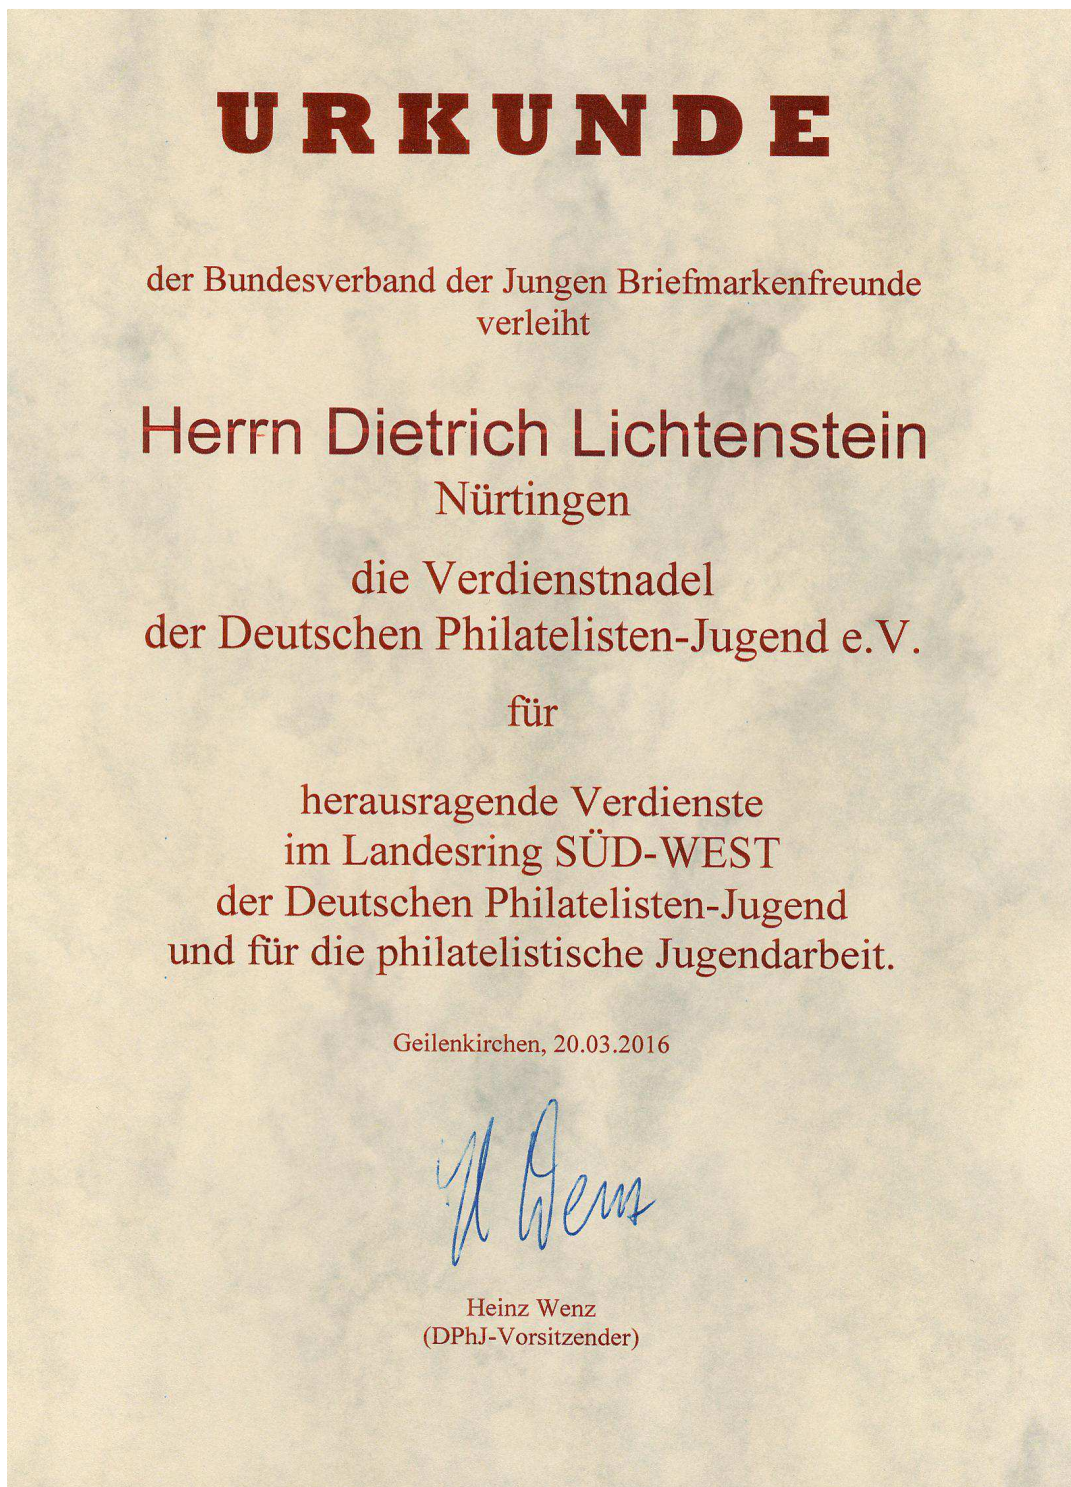 URKUNDE
der Bundesverband der Jungen Briefmarkenfreunde
verleiht
Herrn Dietrich Lichtenstein
Nürtingen
die Verdienstnadel
der Deutschen Philatelisten-Jugend e.V.
für
herausragende Verdienste
im Landesring SÜD-WEST
der Deutschen Philatelisten-Jugend
und für die philatelistische Jugendarbeit.
Geilenkirchen, 20.03.2016
H Wenz
Heinz Wenz
(DPhJ-Vorsitzender)